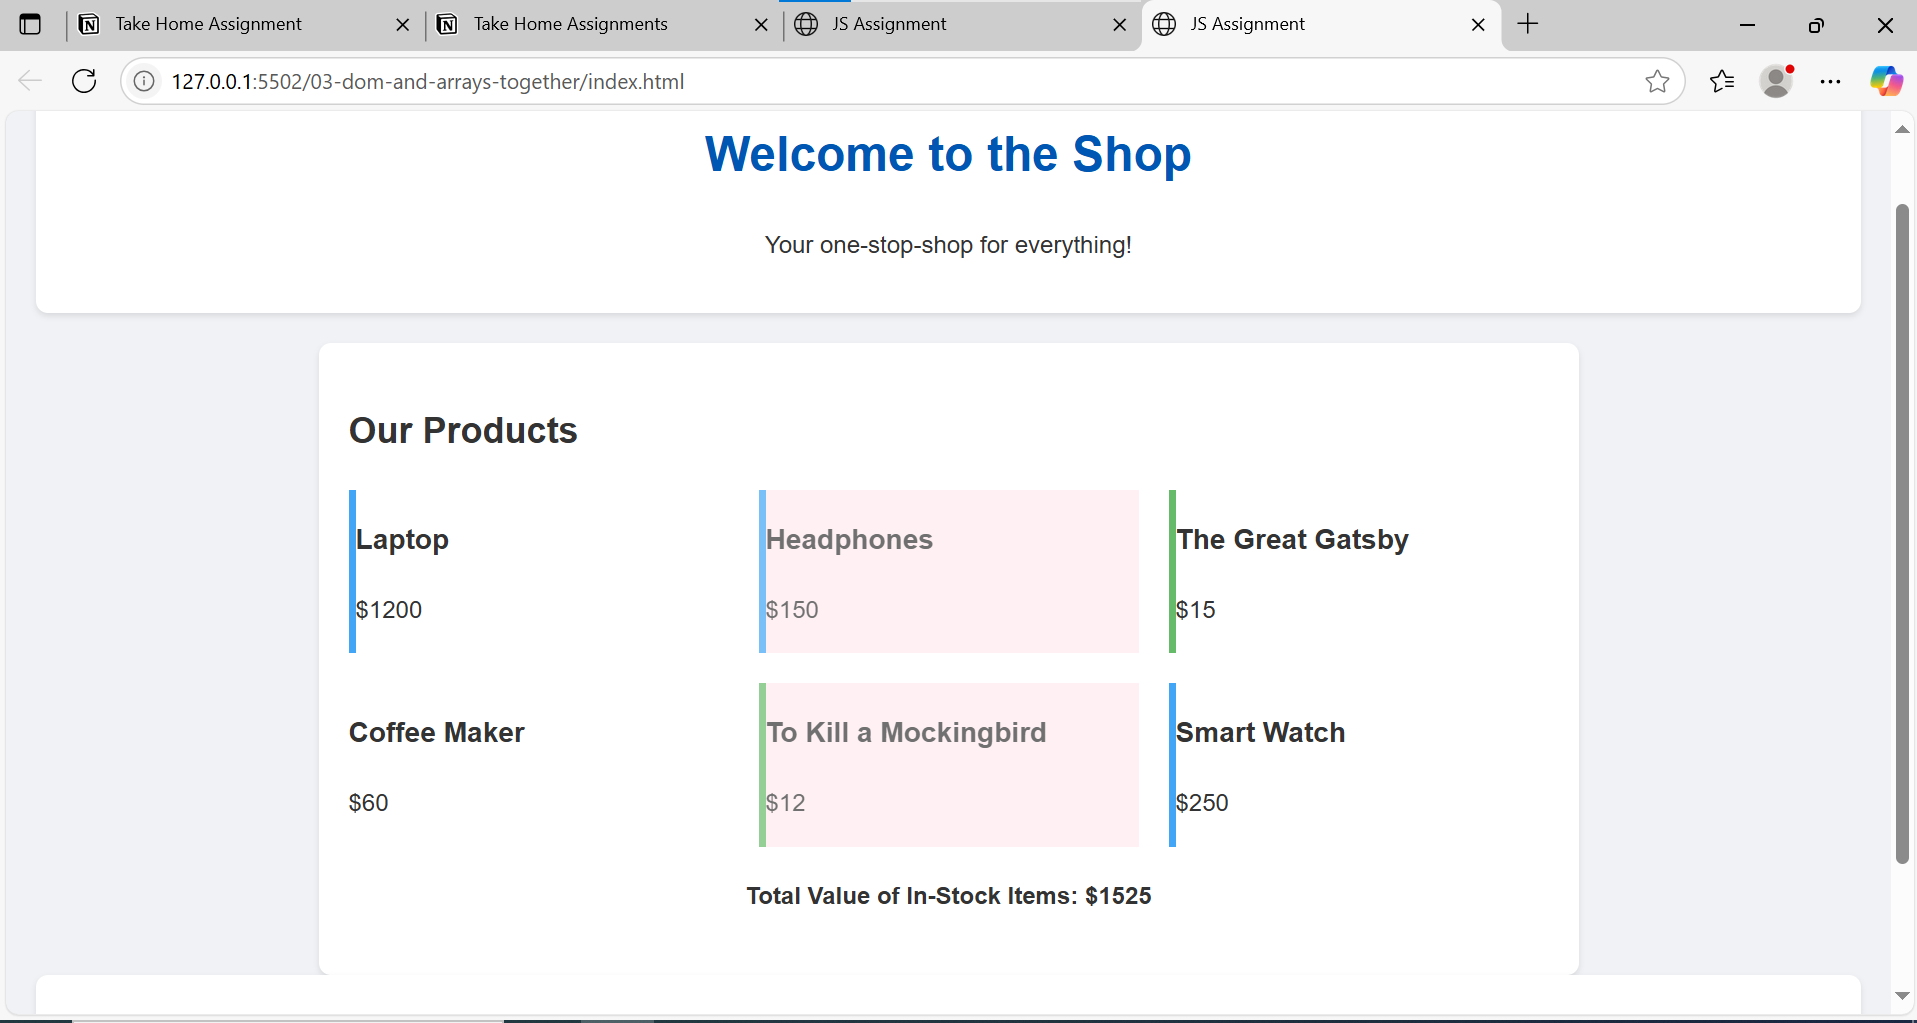 Take Home Assignment
Take Home Assignments
JS Assignment
JS Assignment
127.0.0.1:5502/03-dom-and-arrays-together/index.html
Welcome to the Shop
Your one-stop-shop for everything!
Our Products
Laptop
$1200
Headphones
$150
The Great Gatsby
$15
Coffee Maker
$60
To Kill a Mockingbird
$12
Smart Watch
$250
Total Value of In-Stock Items: $1525